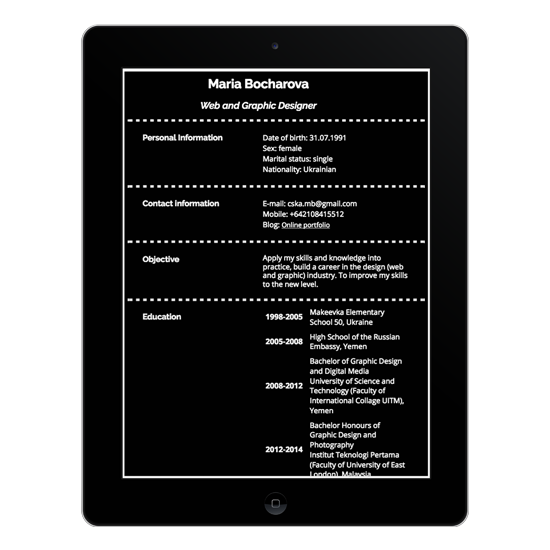 Maria Bocharova
Web and Graphic Designer
Personal Information
Date of birth: 31.07.1991
Sex: female
Marital status: single
Nationality: Ukrainian
Contact Information
E-mail: cska.mb@gmail.com
Mobile: +642108415512
Blog: Online portfolio
Objective
Apply my skills and knowledge into
practice, build a career in the design (web
and graphic) industry. To improve my skills
to the new level.
Education
1998-2005
Makeevka Elementary
School 50, Ukraine
2005-2008
High School of the Russian
Embassy, Yemen
2008-2012
Bachelor of Graphic Design
and Digital Media
University of Science and
Technology (Faculty of
International Collage UITM),
Yemen
2012-2014
Bachelor Honours of
Graphic Design and
Photography
Institut Teknologi Pertama
(Faculty of University of East
London), Malaysia